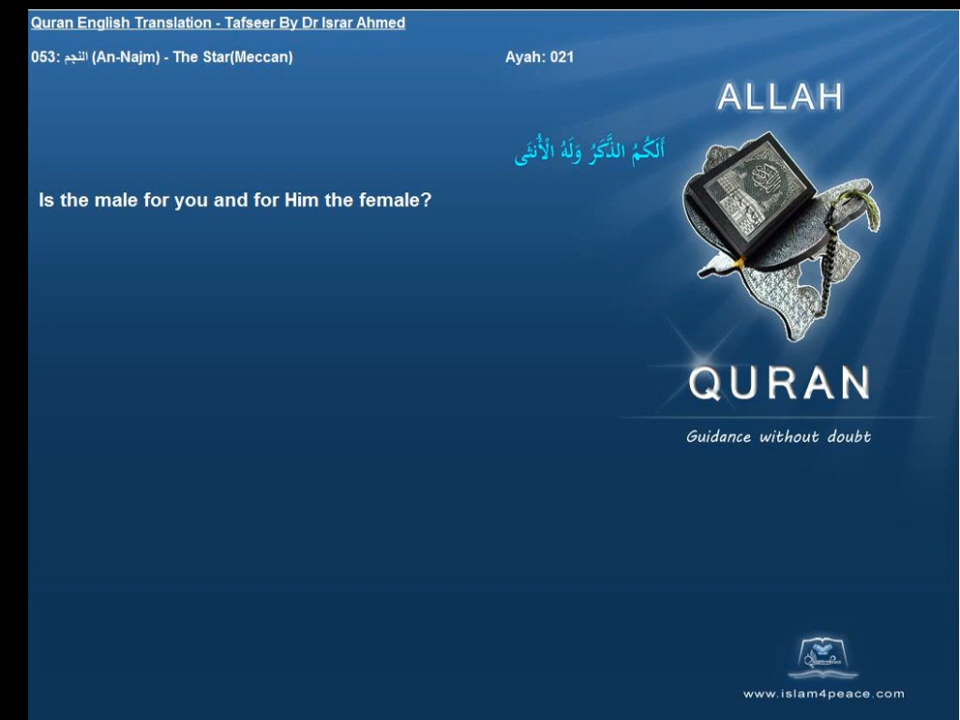 Quran English Translation - Tafseer By Dr Israr Ahmed
053: النجم (An-Najm) - The Star(Meccan)
Ayah: 021
ALLAH
أَلَكُمُ الذَّكَرُ وَلَهُ الْأُنثَى
Is the male for you and for Him the female?
QURAN
Guidance without doubt
www.islam4peace.com